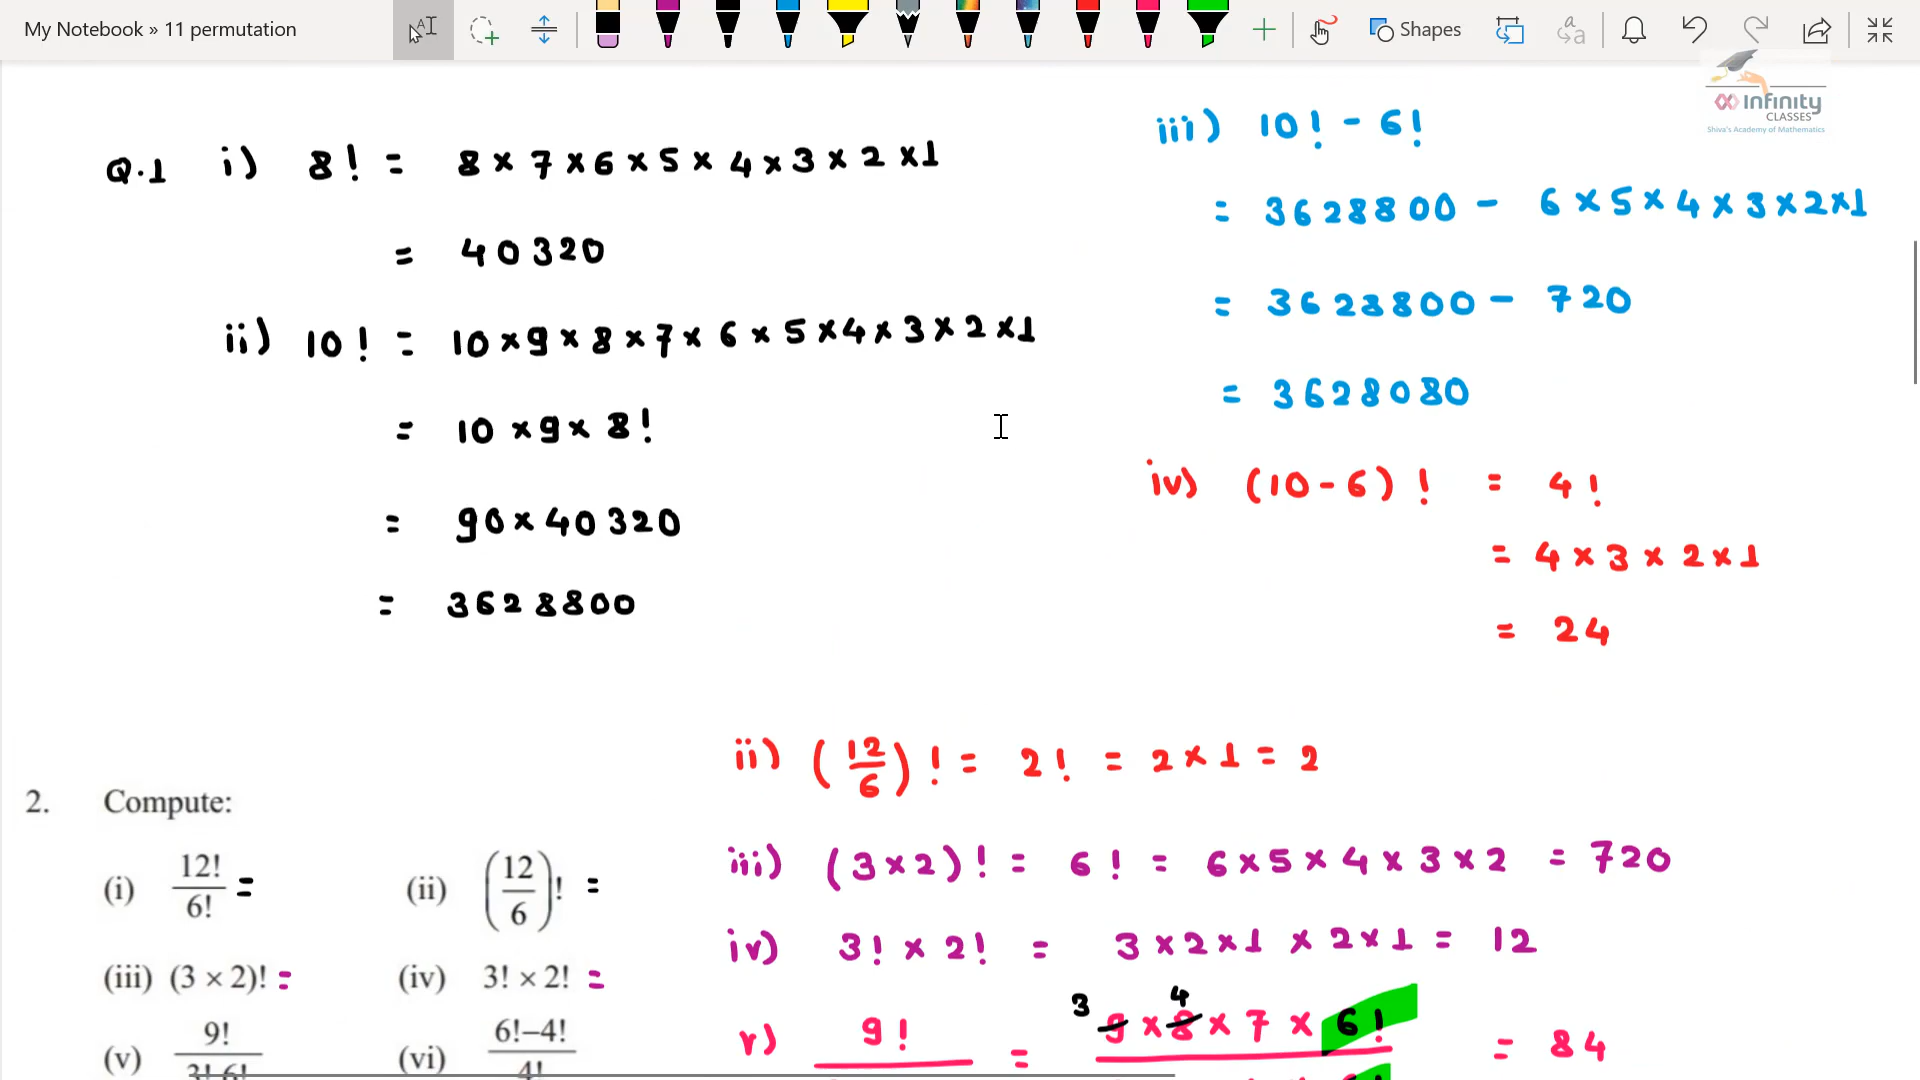 My Notebook » 11 permutation
Shapes
Infinity
CLASSES
Shiva's Academy of Mathematics
Q.1 i) 8! = 8 × 7 × 6 × 5 × 4 × 3 × 2 × 1
= 40320
ii) 10! = 10 × 9 × 8 × 7 × 6 × 5 × 4 × 3 × 2 × 1
= 10 × 9 × 8!
= 90 × 40320
= 3628800
iii) 10! - 6!
= 3628800 - 6 × 5 × 4 × 3 × 2 × 1
= 3628800 - 720
= 3628080
iv) (10-6)! = 4!
= 4 × 3 × 2 × 1
= 24
2. Compute:
(i) 12!/6! =
(ii) (12/6)! =
(iii) (3 × 2)! =
(iv) 3! × 2! =
(v) 9!/3! 6!
(vi) 6!–4!/4!
ii) (12/6)! = 2! = 2 × 1 = 2
iii) (3×2)! = 6! = 6 × 5 × 4 × 3 × 2 = 720
iv) 3! × 2! = 3 × 2 × 1 × 2 × 1 = 12
3 4
v) 9! = 9 × 8 × 7 × 6! = 84